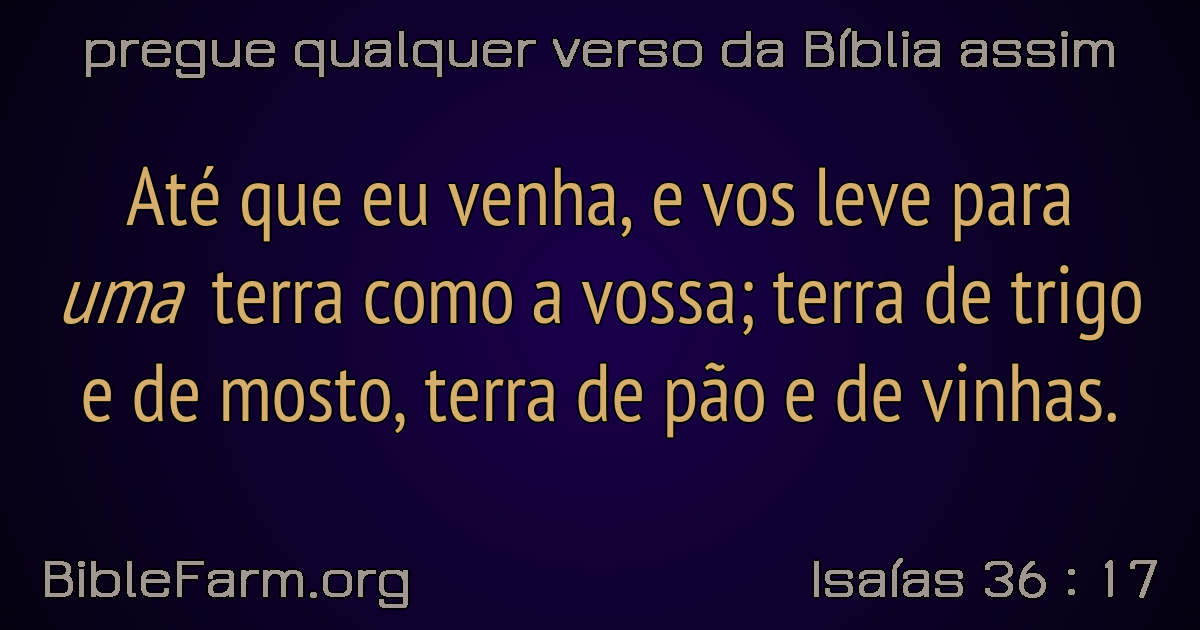 pregue qualquer verso da Bíblia assim
Até que eu venha, e vos leve para
uma terra como a vossa; terra de trigo
e de mosto, terra de pão e de vinhas.
BibleFarm.org
Isaías 36 : 17